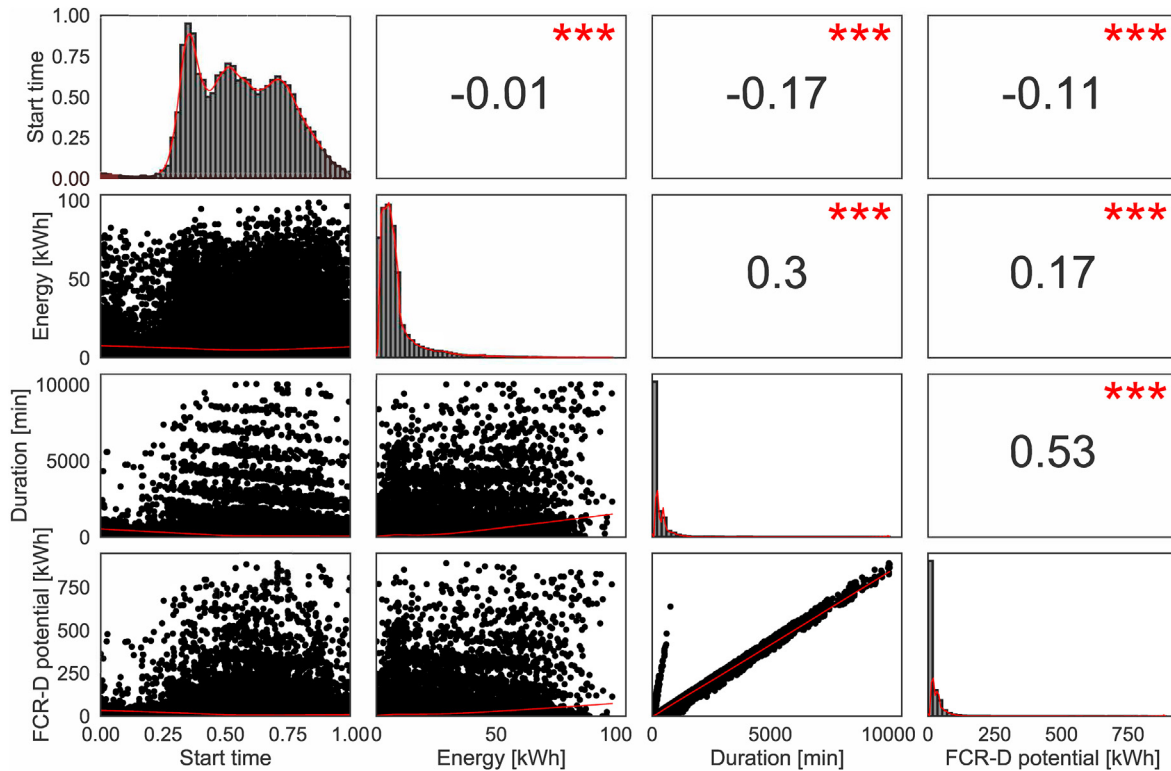 1.00
0.75
0.50
0.25
0.00
Start time
***
-0.01
***
-0.17
***
-0.11
100
50
0
Energy [kWh]
***
0.3
***
0.17
10000
5000
0
Duration [min]
***
0.53
750
500
250
0
FCR-D potential [kWh]
0.00 0.25 0.50 0.75 1.00
0 50 100
0 5000 10000
0 250 500 750
Start time
Energy [kWh]
Duration [min]
FCR-D potential [kWh]